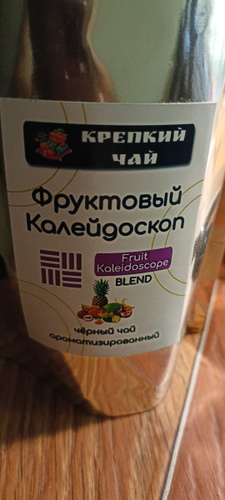 КРЕПКИЙ
ЧАЙ
Фруктовый
Калейдоскоп
Fruit
Kaleidoscope
BLEND
чёрный чай
ароматизированный